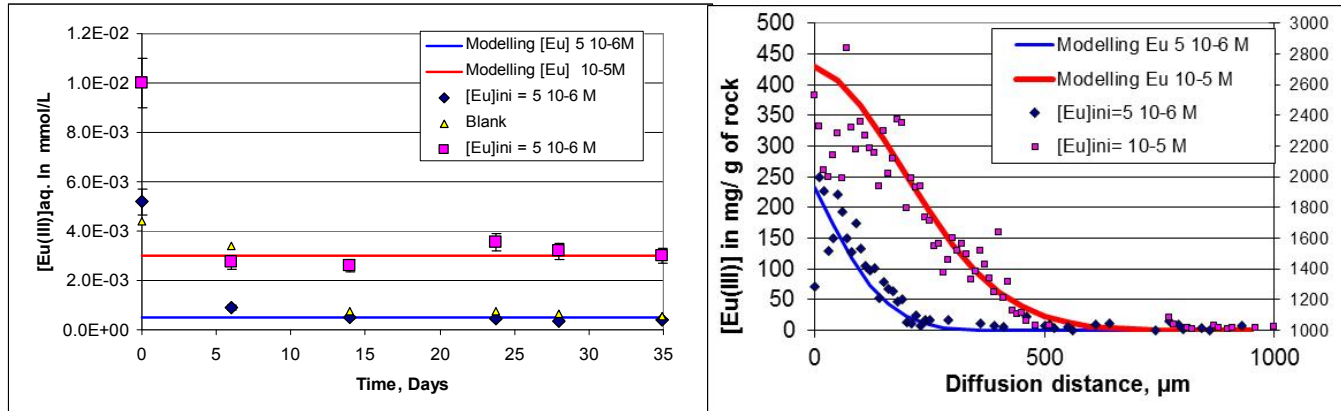 1.2E-02
1.0E-02
8.0E-03
6.0E-03
4.0E-03
2.0E-03
0.0E+00
[Eu(III)]aq. In mmol/L
Modelling [Eu] 5 10-6M
Modelling [Eu] 10-5M
[Eu]ini = 5 10-6 M
Blank
[Eu]ini = 5 10-6 M
0 5 10 15 20 25 30 35
Time, Days
500
450
400
350
300
250
200
150
100
50
0
[Eu(III)] in mg/ g of rock
Modelling Eu 5 10-6 M
Modelling Eu 10-5 M
[Eu]ini=5 10-6 M
[Eu]ini= 10-5 M
3000
2800
2600
2400
2200
2000
1800
1600
1400
1200
1000
0 500 1000
Diffusion distance, µm